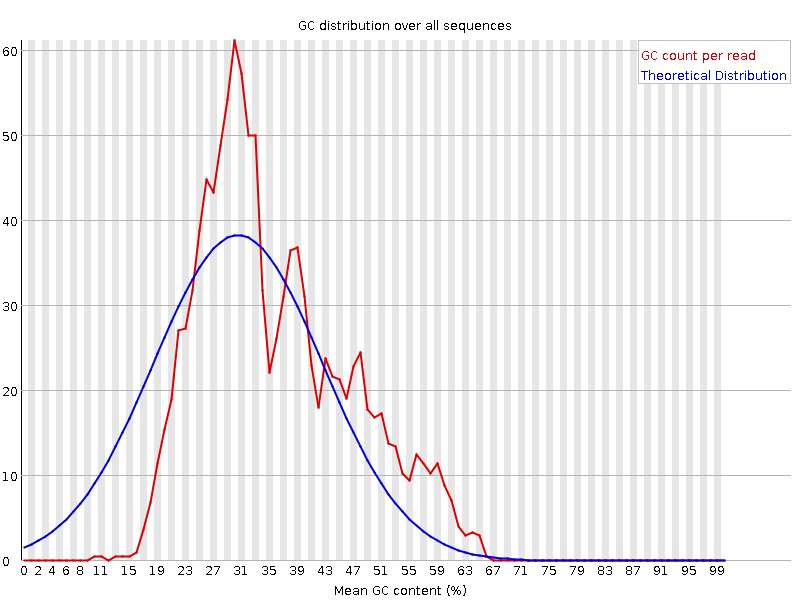 GC distribution over all sequences
GC count per read
Theoretical Distribution
60
50
40
30
20
10
0
0 2 4 6 8 11 15 19 23 27 31 35 39 43 47 51 55 59 63 67 71 75 79 83 87 91 95 99
Mean GC content (%)